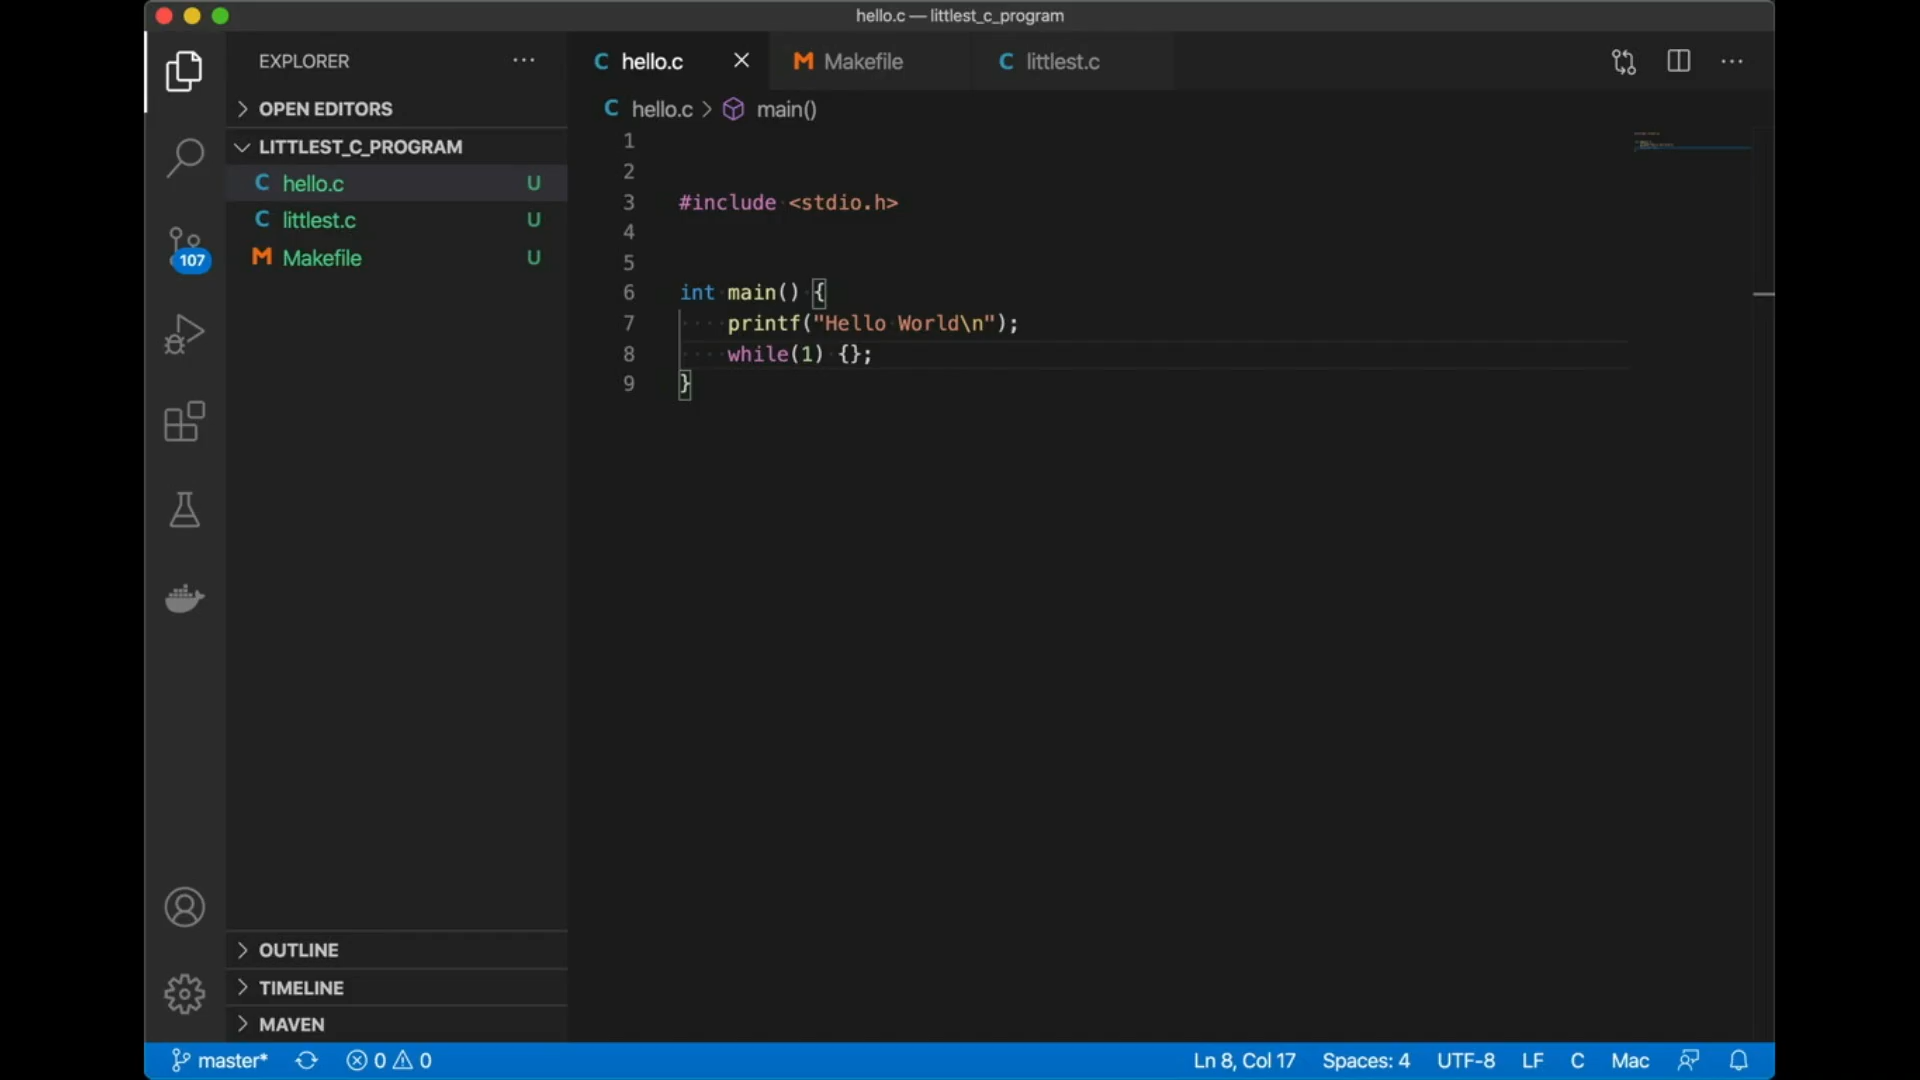 hello.c — littlest_c_program
EXPLORER
OPEN EDITORS
LITTLEST_C_PROGRAM
C hello.c U
C littlest.c U
M Makefile U
107
OUTLINE
TIMELINE
MAVEN
C hello.c
M Makefile
C littlest.c
C hello.c > main()
1
2
3 #include <stdio.h>
4
5
6 int main() {
7 printf("Hello World\n");
8 while(1) {};
9 }
master* 0 0 Ln 8, Col 17 Spaces: 4 UTF-8 LF C Mac